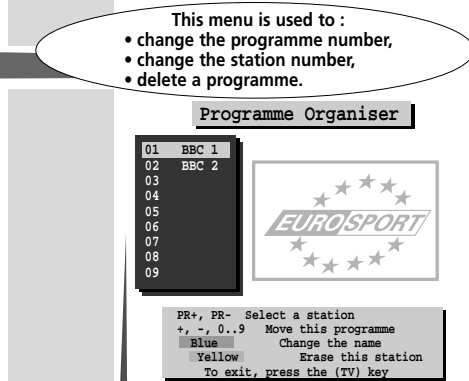 This menu is used to :
• change the programme number,
• change the station number,
• delete a programme.
Programme Organiser
01 BBC 1
02 BBC 2
03
04
05
06
07
08
09
EUROSPORT
PR+, PR- Select a station
+, -, 0..9 Move this programme
Blue Change the name
Yellow Erase this station
To exit, press the (TV) key